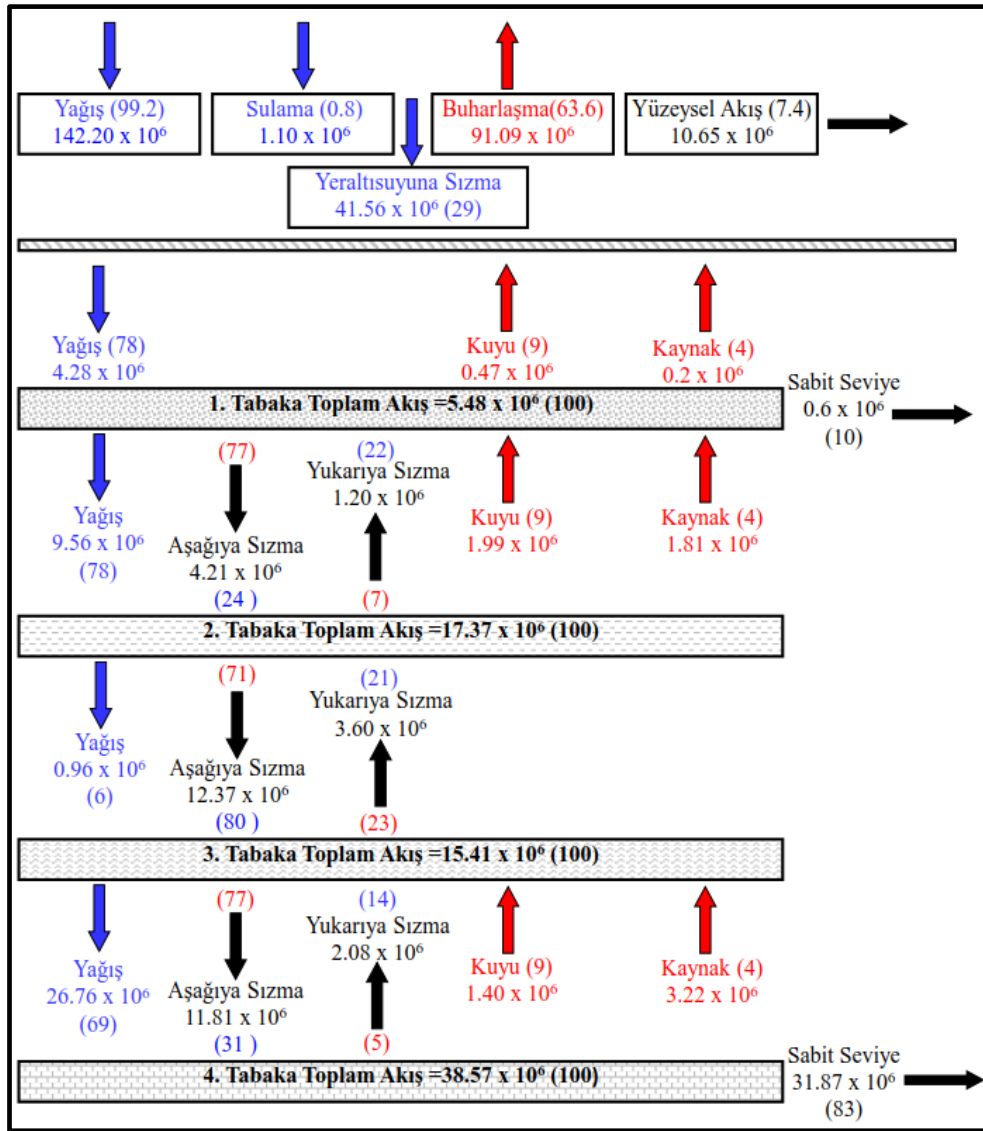 Yağış (99.2)
142.20 x 10⁶
Sulama (0.8)
1.10 x 10⁶
Buharlaşma(63.6)
91.09 x 10⁶
Yüzeysel Akış (7.4)
10.65 x 10⁶
Yeraltısuyuna Sızma
41.56 x 10⁶ (29)
Yağış (78)
4.28 x 10⁶
Kuyu (9)
0.47 x 10⁶
Kaynak (4)
0.2 x 10⁶
1. Tabaka Toplam Akış =5.48 x 10⁶ (100)
Sabit Seviye
0.6 x 10⁶
(10)
Yağış
9.56 x 10⁶
(78)
(77)
Aşağıya Sızma
4.21 x 10⁶
(24 )
(22)
Yukarıya Sızma
1.20 x 10⁶
(7)
Kuyu (9)
1.99 x 10⁶
Kaynak (4)
1.81 x 10⁶
2. Tabaka Toplam Akış =17.37 x 10⁶ (100)
Yağış
0.96 x 10⁶
(6)
(71)
Aşağıya Sızma
12.37 x 10⁶
(80 )
(21)
Yukarıya Sızma
3.60 x 10⁶
(23)
3. Tabaka Toplam Akış =15.41 x 10⁶ (100)
Yağış
26.76 x 10⁶
(69)
(77)
Aşağıya Sızma
11.81 x 10⁶
(31 )
(14)
Yukarıya Sızma
2.08 x 10⁶
(5)
Kuyu (9)
1.40 x 10⁶
Kaynak (4)
3.22 x 10⁶
4. Tabaka Toplam Akış =38.57 x 10⁶ (100)
Sabit Seviye
31.87 x 10⁶
(83)